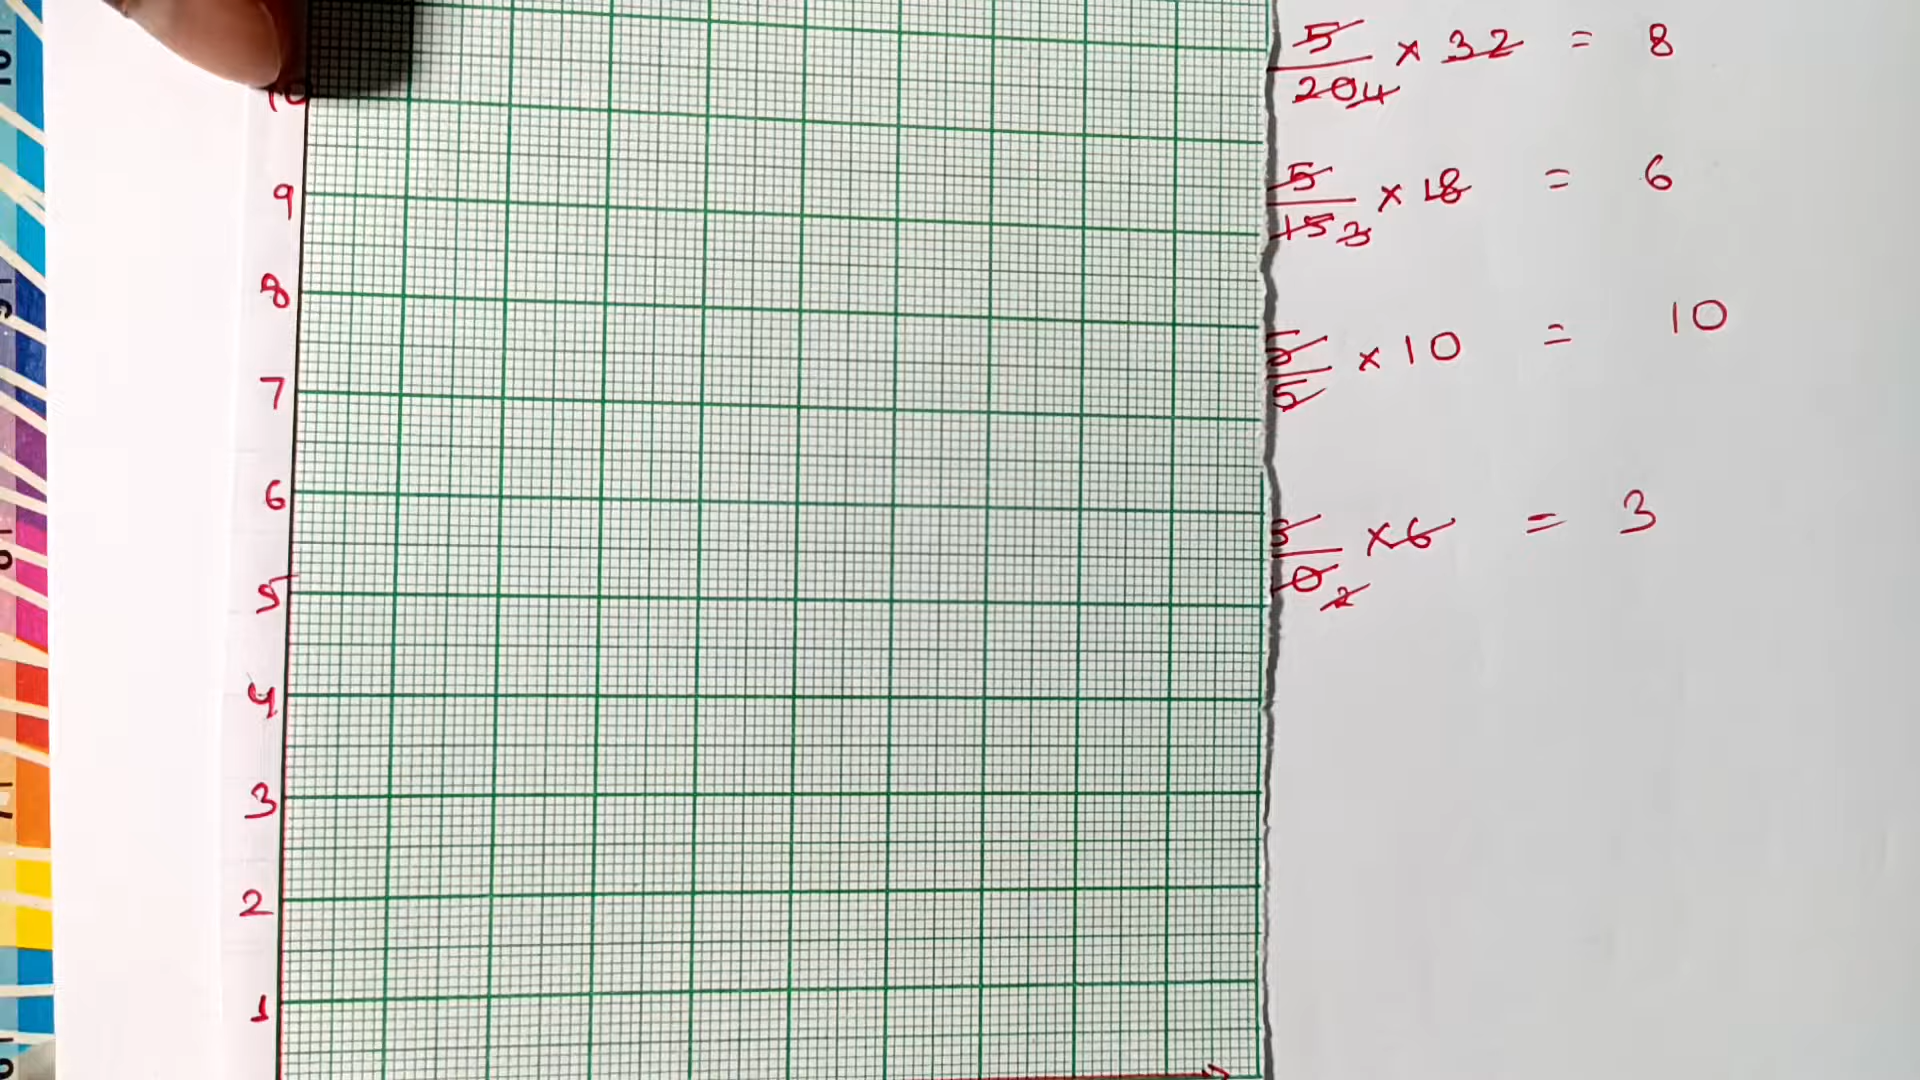 5/20 4 × 32 = 8
10
5/15 3 × 18 = 6
9
8
5/5 × 10 = 10
7
6
5/0 2 × 6 = 3
5
4
3
2
1